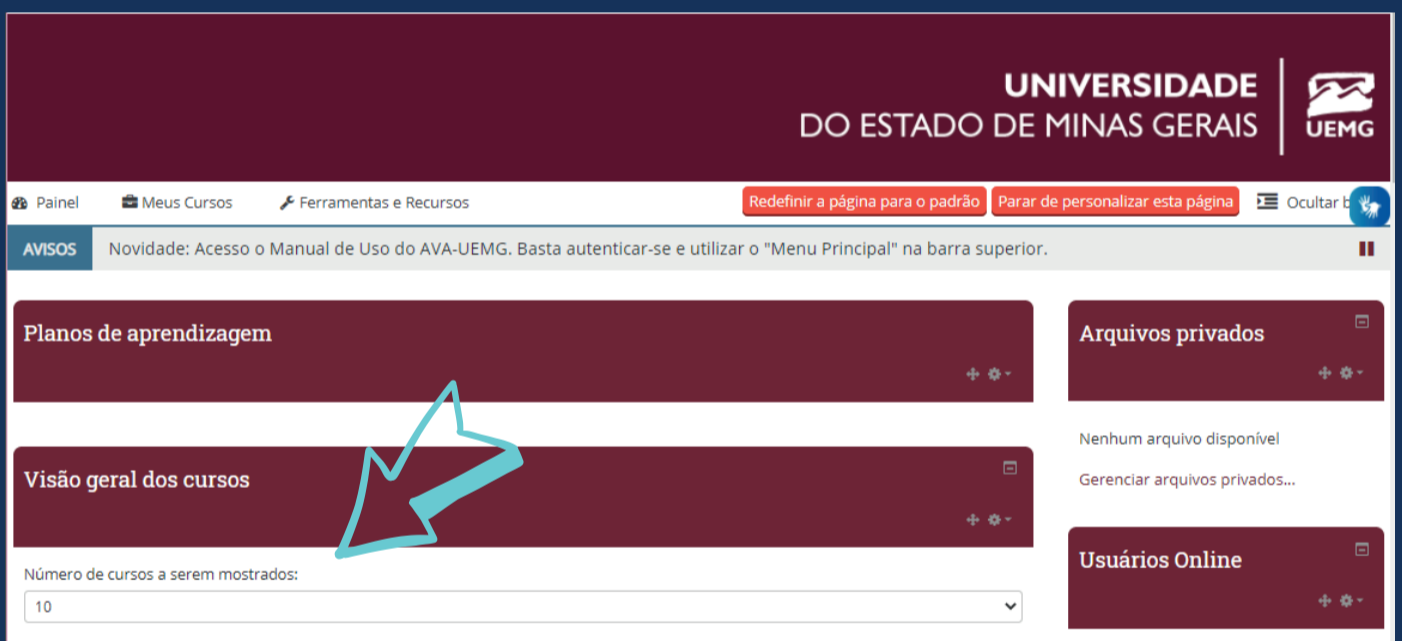 UNIVERSIDADE
DO ESTADO DE MINAS GERAIS
UEMG
Painel
Meus Cursos
Ferramentas e Recursos
Redefinir a página para o padrão
Parar de personalizar esta página
Ocultar
AVISOS
Novidade: Acesso o Manual de Uso do AVA-UEMG. Basta autenticar-se e utilizar o "Menu Principal" na barra superior.
Planos de aprendizagem
Visão geral dos cursos
Número de cursos a serem mostrados:
10
Arquivos privados
Nenhum arquivo disponível
Gerenciar arquivos privados...
Usuários Online